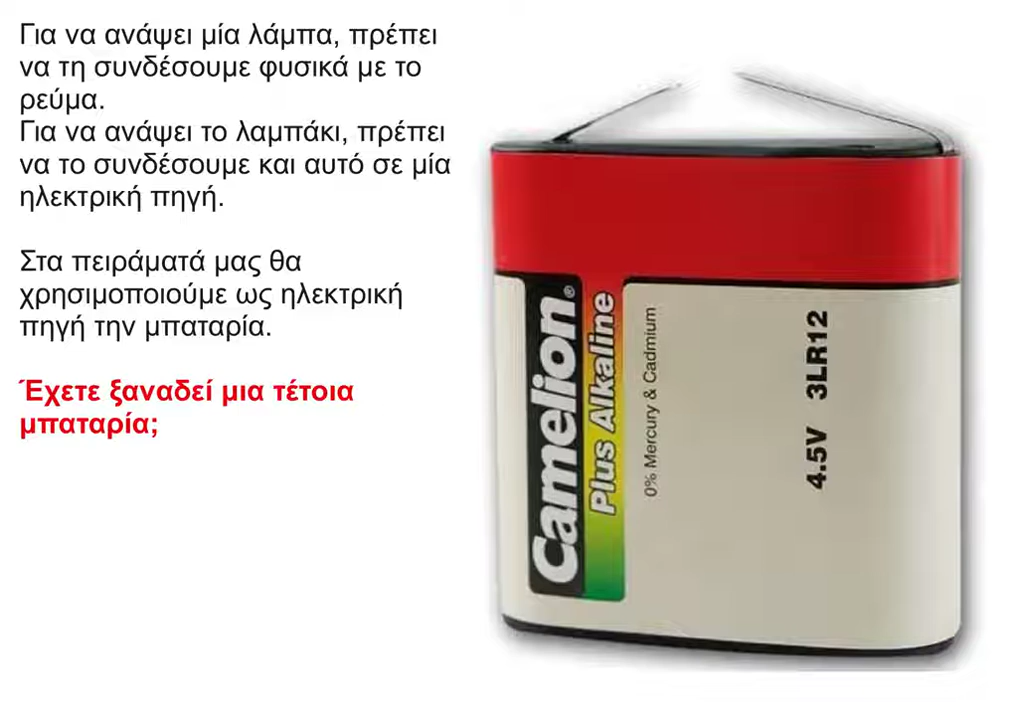 Για να ανάψει μία λάμπα, πρέπει
να τη συνδέσουμε φυσικά με το
ρεύμα.
Για να ανάψει το λαμπάκι, πρέπει
να το συνδέσουμε και αυτό σε μία
ηλεκτρική πηγή.
Στα πειράματά μας θα
χρησιμοποιούμε ως ηλεκτρική
πηγή την μπαταρία.
Έχετε ξαναδεί μια τέτοια
μπαταρία;
Camelion®
Plus Alkaline
0% Mercury & Cadmium
4.5V 3LR12